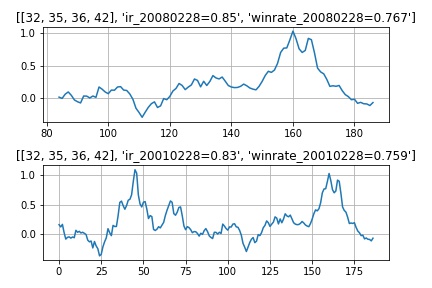 [[32, 35, 36, 42], 'ir_20080228=0.85', 'winrate_20080228=0.767']
1.0
0.5
0.0
80 100 120 140 160 180
[[32, 35, 36, 42], 'ir_20010228=0.83', 'winrate_20010228=0.759']
1.0
0.5
0.0
0 25 50 75 100 125 150 175